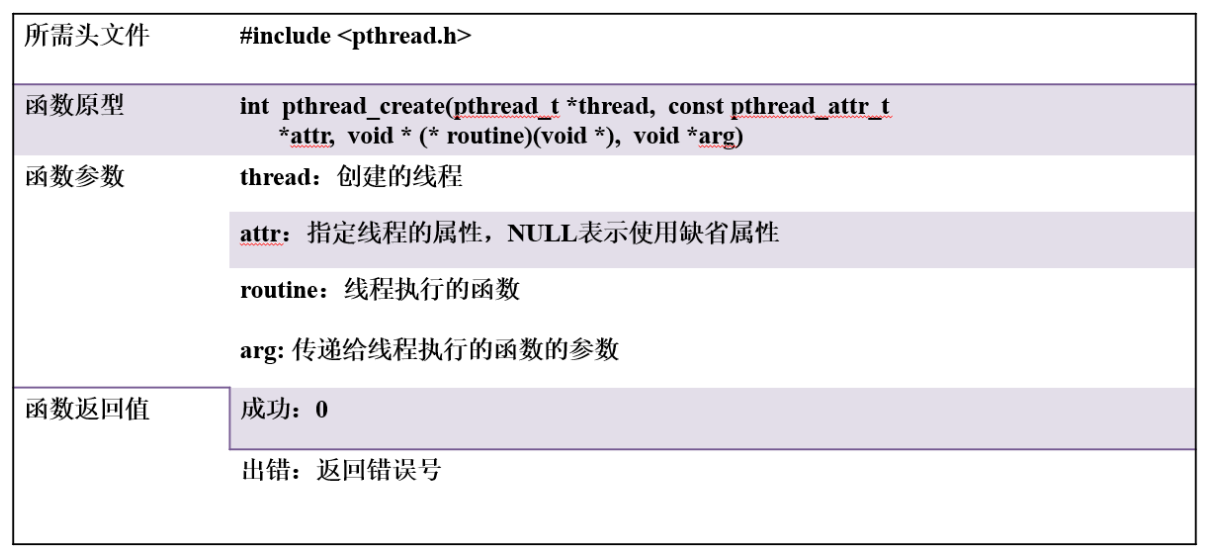 所需头文件 #include <pthread.h>
函数原型 int pthread_create(pthread_t *thread, const pthread_attr_t
*attr, void * (* routine)(void *), void *arg)
函数参数 thread：创建的线程
attr：指定线程的属性，NULL表示使用缺省属性
routine：线程执行的函数
arg: 传递给线程执行的函数的参数
函数返回值 成功：0
出错：返回错误号